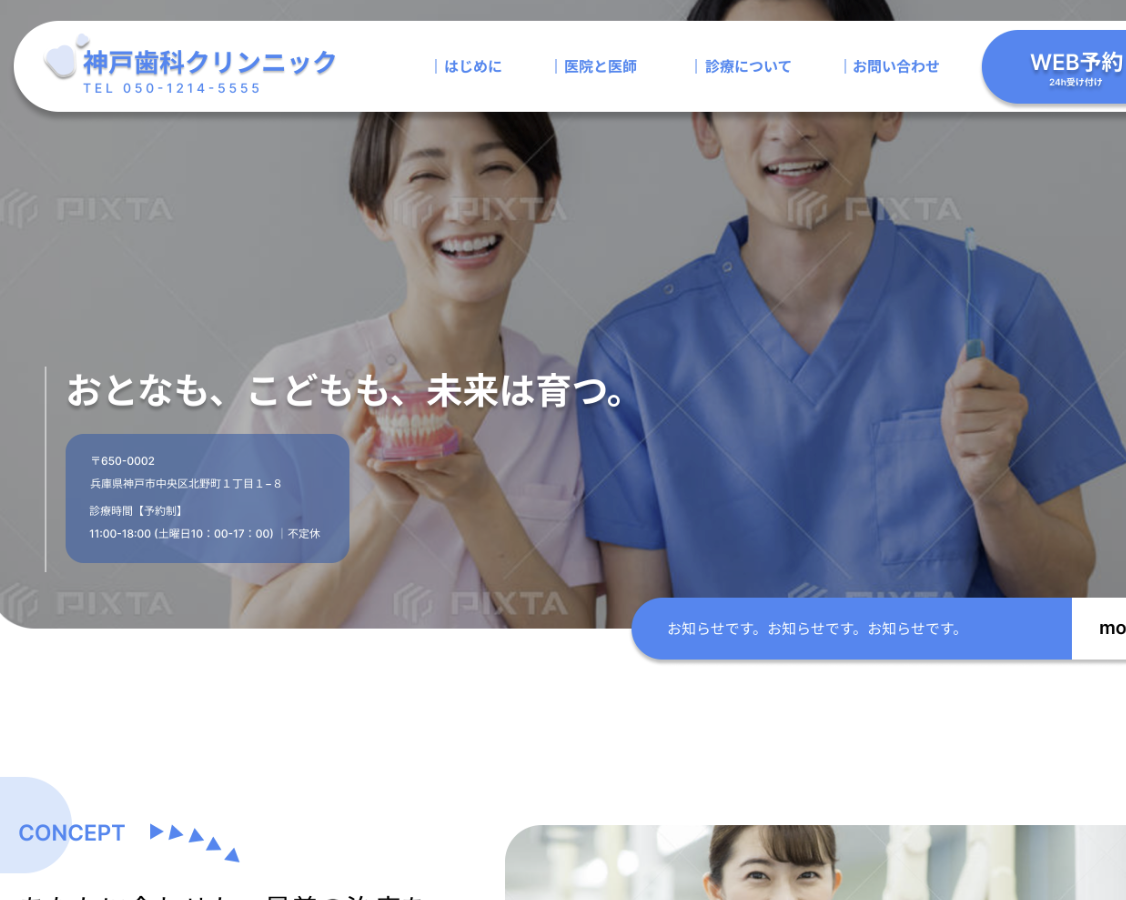 神戸歯科クリンニック
TEL 050-1214-5555
｜はじめに
｜医院と医師
｜診療について
｜お問い合わせ
WEB予約
24h受け付け
PIXTA
PIXTA
PIXTA
おとなも、こどもも、未来は育つ。
〒650-0002
兵庫県神戸市中央区北野町１丁目１−８
診療時間【予約制】
11:00-18:00 (土曜日10：00-17：00) ｜不定休
PIXTA
PIXTA
お知らせです。お知らせです。お知らせです。
mo
CONCEPT